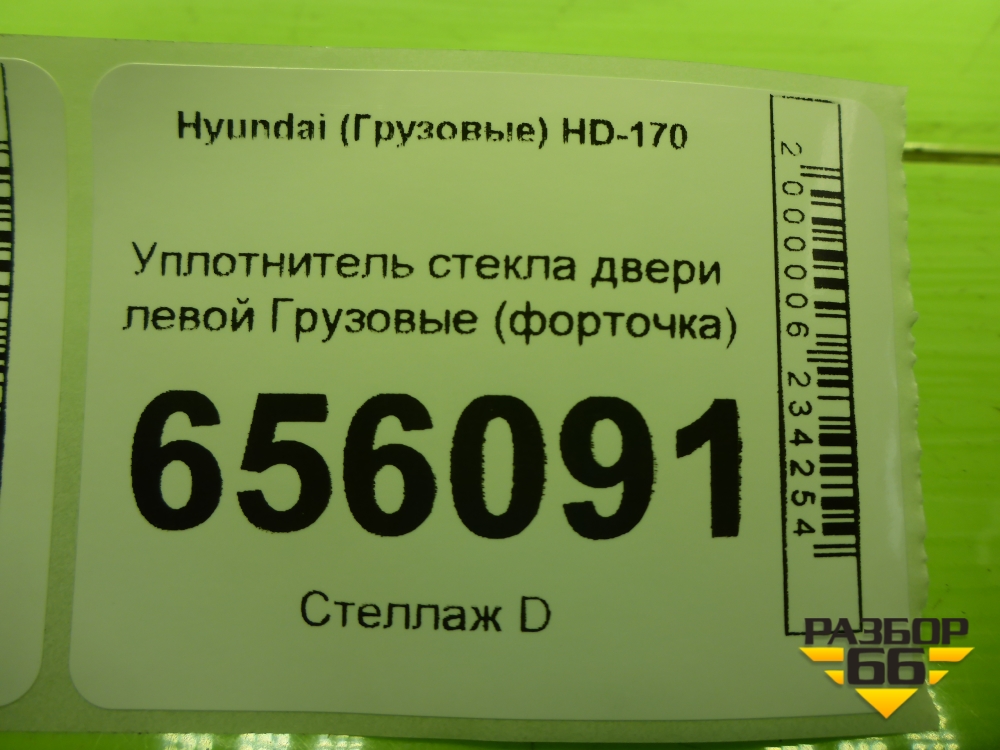 Hyundai (Грузовые) HD-170
Уплотнитель стекла двери
левой Грузовые (форточка)
656091
Стеллаж D
2000006234254
РАЗБОР
66